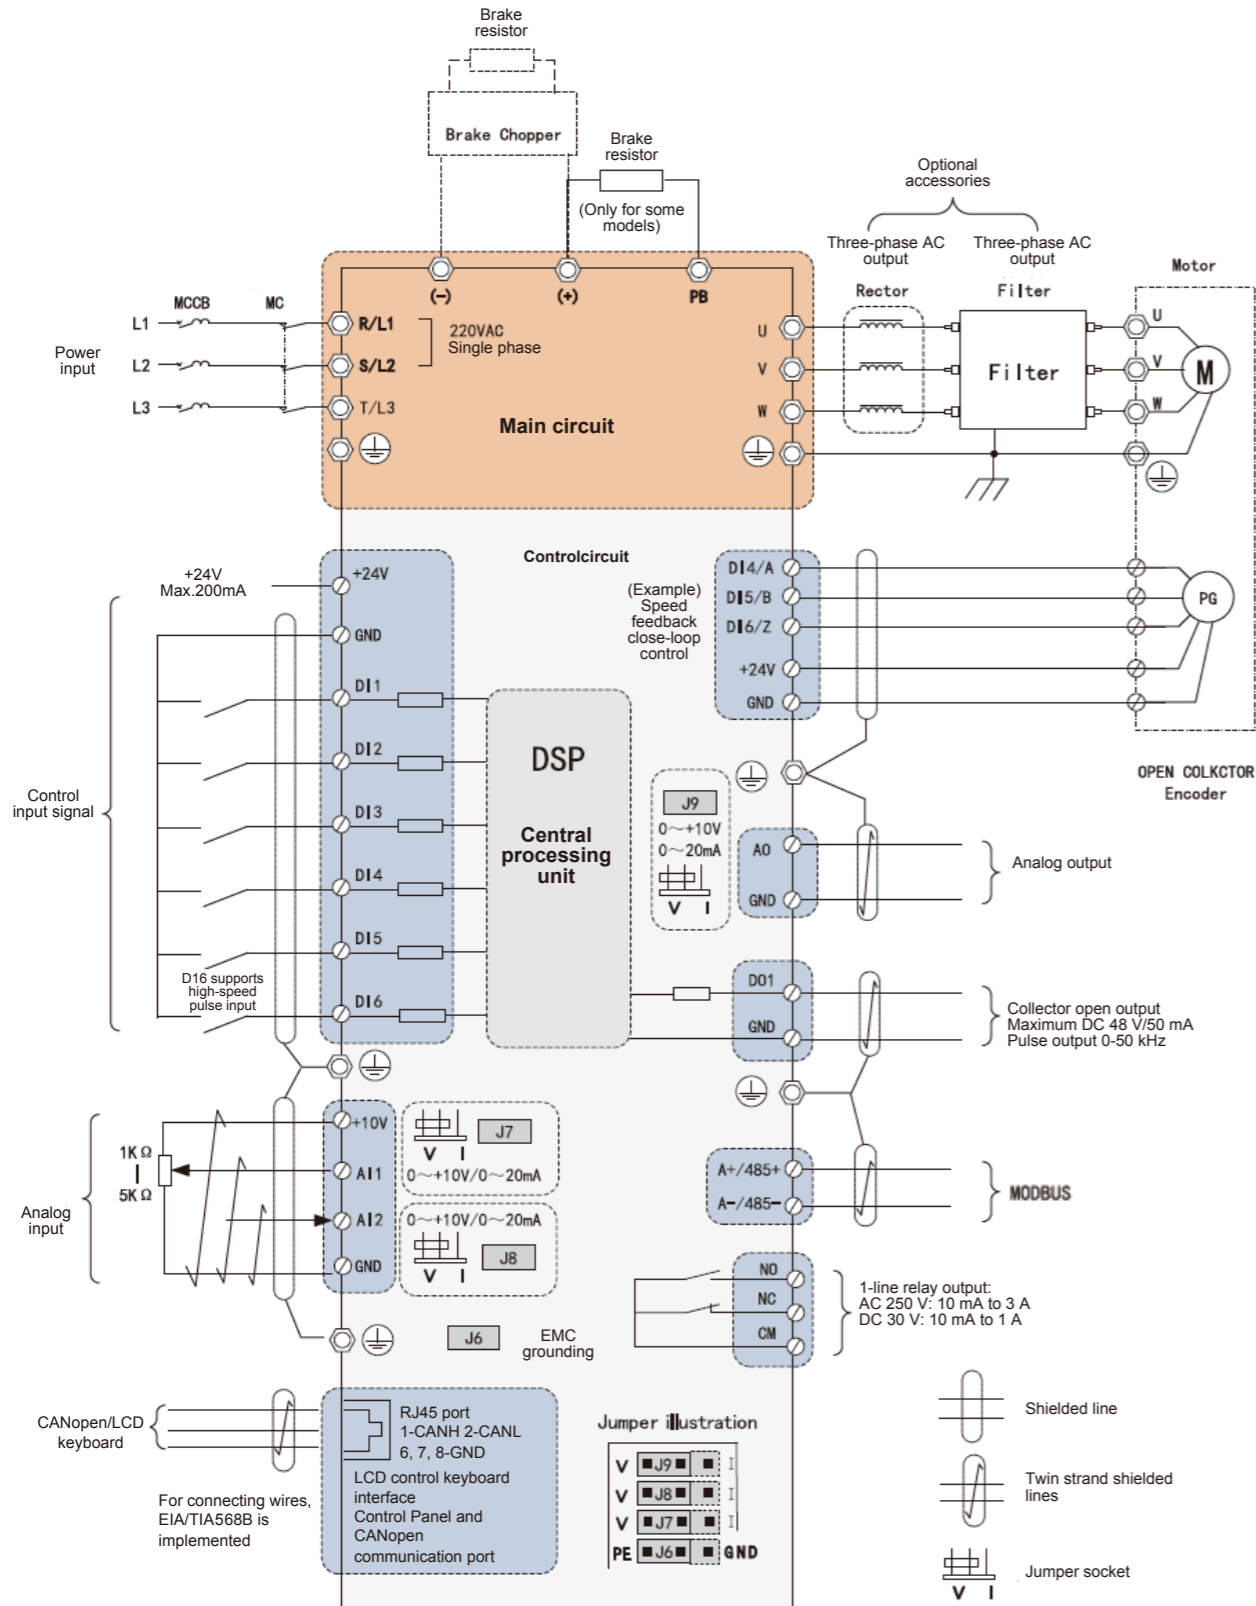 Brake
resistor
Brake Chopper
Brake
resistor
(Only for some
models)
Optional
accessories
Three-phase AC
output
Three-phase AC
output
Rector
Filter
Motor
(-)
(+)
PB
MCCB
MC
L1
L2
L3
Power
input
R/L1
S/L2
T/L3
220VAC
Single phase
Main circuit
U
V
W
Filter
U
V
W
M
Controlcircuit
+24V
Max.200mA
+24V
GND
DI1
DI2
DI3
DI4
DI5
DI6
Control
input signal
D16 supports
high-speed
pulse input
DSP
Central
processing
unit
(Example)
Speed
feedback
close-loop
control
DI4/A
DI5/B
DI6/Z
+24V
GND
PG
OPEN COLKCTOR
Encoder
J9
0～+10V
0～20mA
V I
AO
GND
Analog output
DO1
GND
Collector open output
Maximum DC 48 V/50 mA
Pulse output 0-50 kHz
Analog
input
1KΩ
5KΩ
+10V
AI1
AI2
GND
V I
J7
0～+10V/0～20mA
0～+10V/0～20mA
V I
J8
A+/485+
A-/485-
MODBUS
NO
NC
CM
1-line relay output:
AC 250 V: 10 mA to 3 A
DC 30 V: 10 mA to 1 A
J6
EMC
grounding
CANopen/LCD
keyboard
For connecting wires,
EIA/TIA568B is
implemented
RJ45 port
1-CANH 2-CANL
6, 7, 8-GND
LCD control keyboard
interface
Control Panel and
CANopen
communication port
Jumper illustration
V J9 I
V J8 I
V J7 I
PE J6 GND
Shielded line
Twin strand shielded
lines
Jumper socket
V I